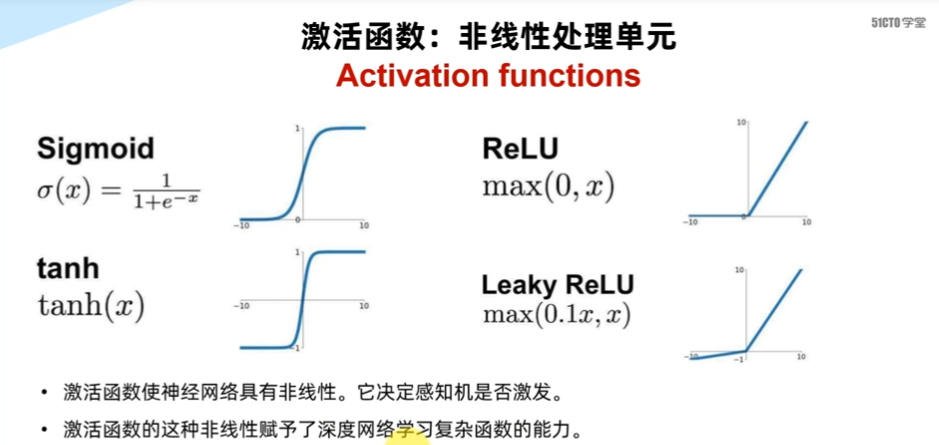 51CTO学堂
激活函数：非线性处理单元
Activation functions
Sigmoid
σ(x) = 1/(1+e^{-x})
1
-10
0
10
ReLU
max(0, x)
10
-10
0
10
tanh
tanh(x)
1
-10
10
-1
Leaky ReLU
max(0.1x, x)
10
-10
-1
10
• 激活函数使神经网络具有非线性。它决定感知机是否激发。
• 激活函数的这种非线性赋予了深度网络学习复杂函数的能力。